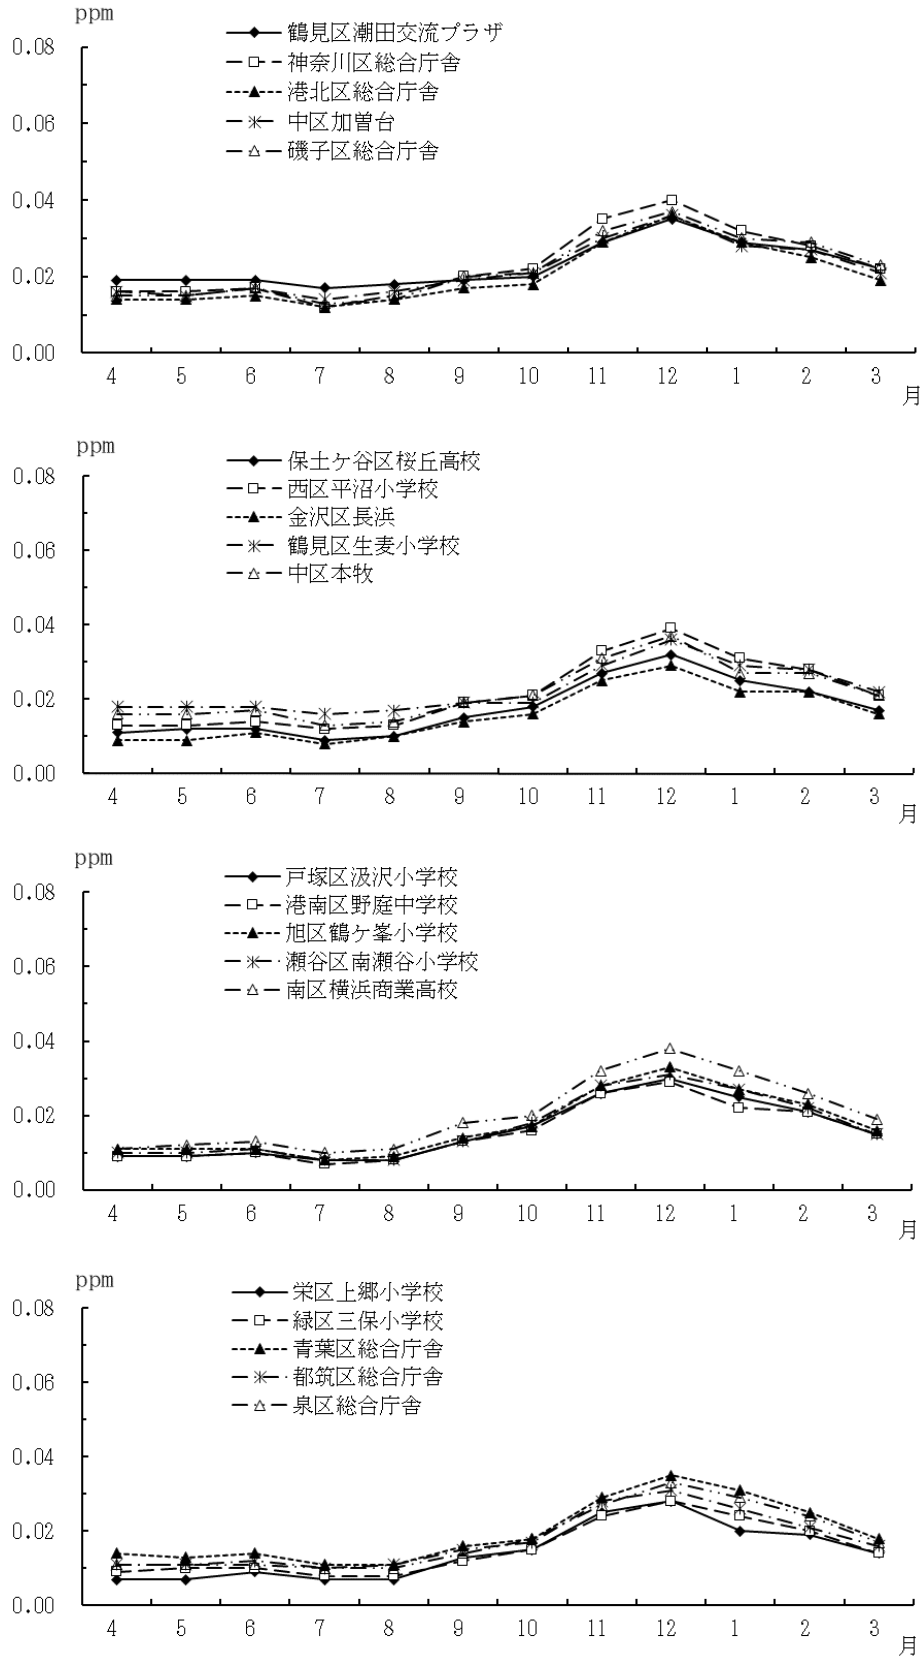 ppm
鶴見区潮田交流プラザ
神奈川区総合庁舎
港北区総合庁舎
中区加曽台
磯子区総合庁舎
0.08
0.06
0.04
0.02
0.00
4 5 6 7 8 9 10 11 12 1 2 3
月
ppm
保土ケ谷区桜丘高校
西区平沼小学校
金沢区長浜
鶴見区生麦小学校
中区本牧
0.08
0.06
0.04
0.02
0.00
4 5 6 7 8 9 10 11 12 1 2 3
月
ppm
戸塚区汲沢小学校
港南区野庭中学校
旭区鶴ケ峯小学校
瀬谷区南瀬谷小学校
南区横浜商業高校
0.08
0.06
0.04
0.02
0.00
4 5 6 7 8 9 10 11 12 1 2 3
月
ppm
栄区上郷小学校
緑区三保小学校
青葉区総合庁舎
都筑区総合庁舎
泉区総合庁舎
0.08
0.06
0.04
0.02
0.00
4 5 6 7 8 9 10 11 12 1 2 3
月